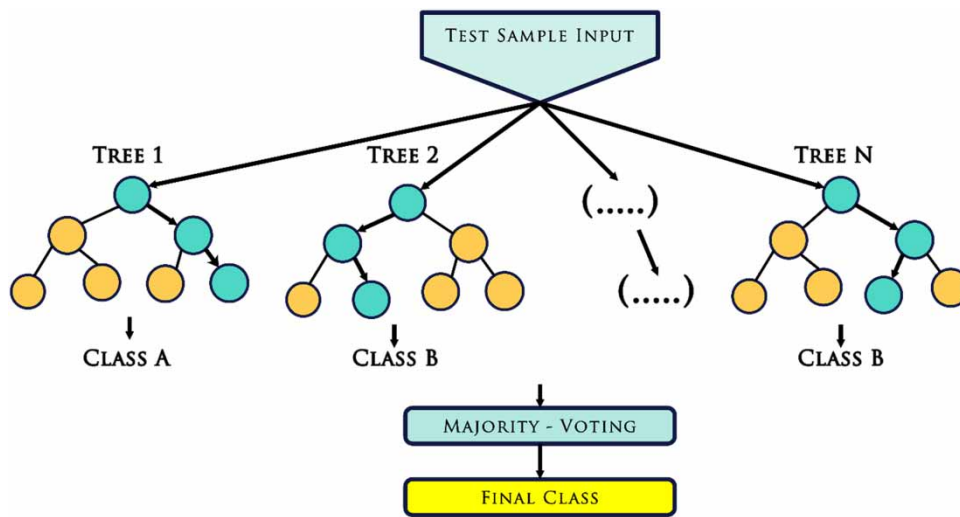 TEST SAMPLE INPUT
TREE 1
TREE 2
TREE N
(.....)
(.....)
CLASS A
CLASS B
CLASS B
MAJORITY - VOTING
FINAL CLASS